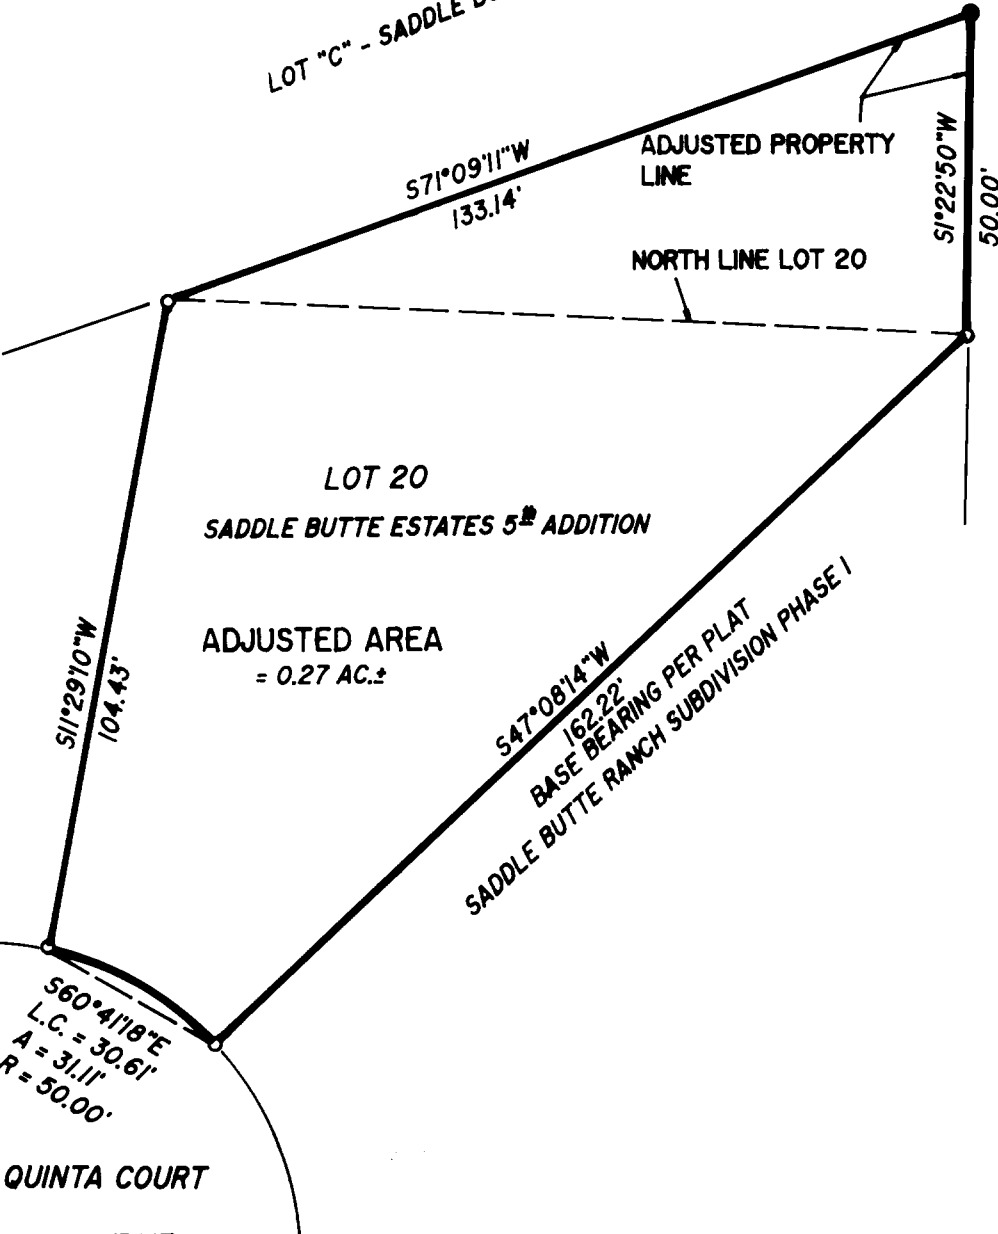 LOT "C" - SADDLE
ADJUSTED PROPERTY
LINE
S71°09'11"W
133.14'
S1°22'50"W
50.00'
NORTH LINE LOT 20
LOT 20
SADDLE BUTTE ESTATES 5th ADDITION
ADJUSTED AREA
= 0.27 AC.±
S11°29'10"W
104.43'
S47°08'14"W
162.22'
BASE BEARING PER PLAT
SADDLE BUTTE RANCH SUBDIVISION PHASE I
S60°41'18"E
L.C. = 30.61'
A = 31.11'
R = 50.00'
QUINTA COURT